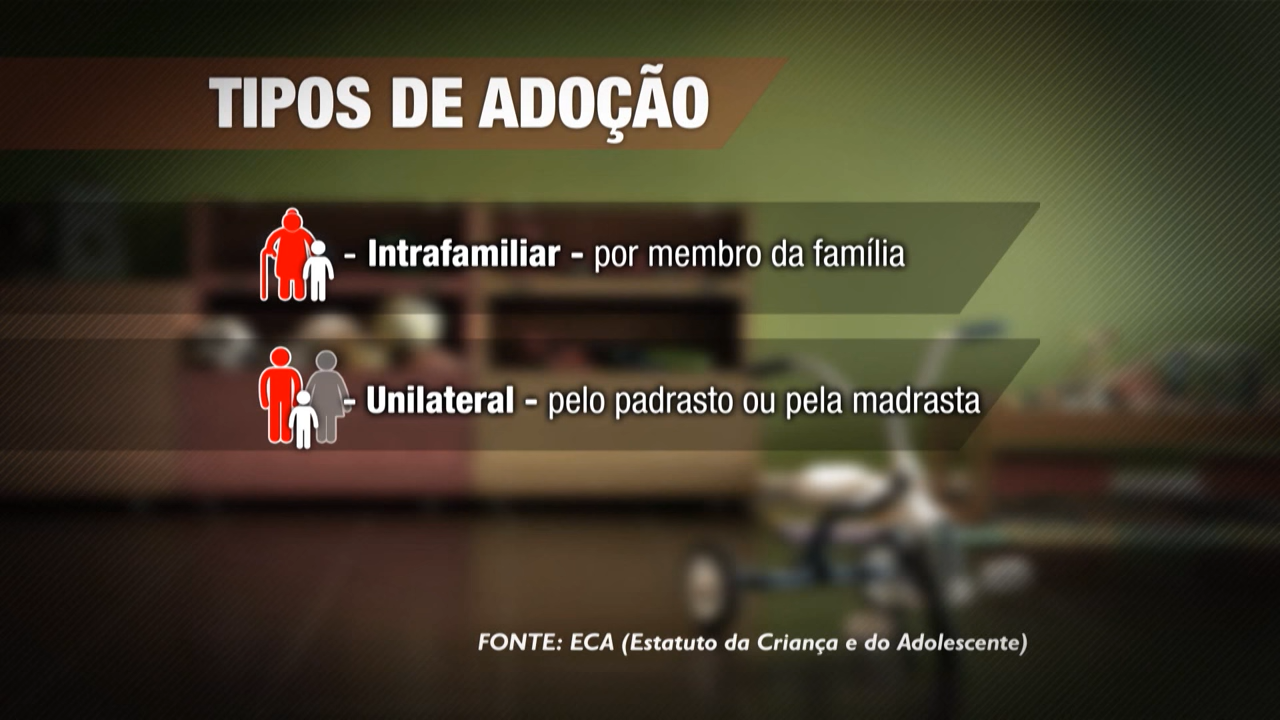 TIPOS DE ADOÇÃO
- Intrafamiliar - por membro da família
- Unilateral - pelo padrasto ou pela madrasta
FONTE: ECA (Estatuto da Criança e do Adolescente)